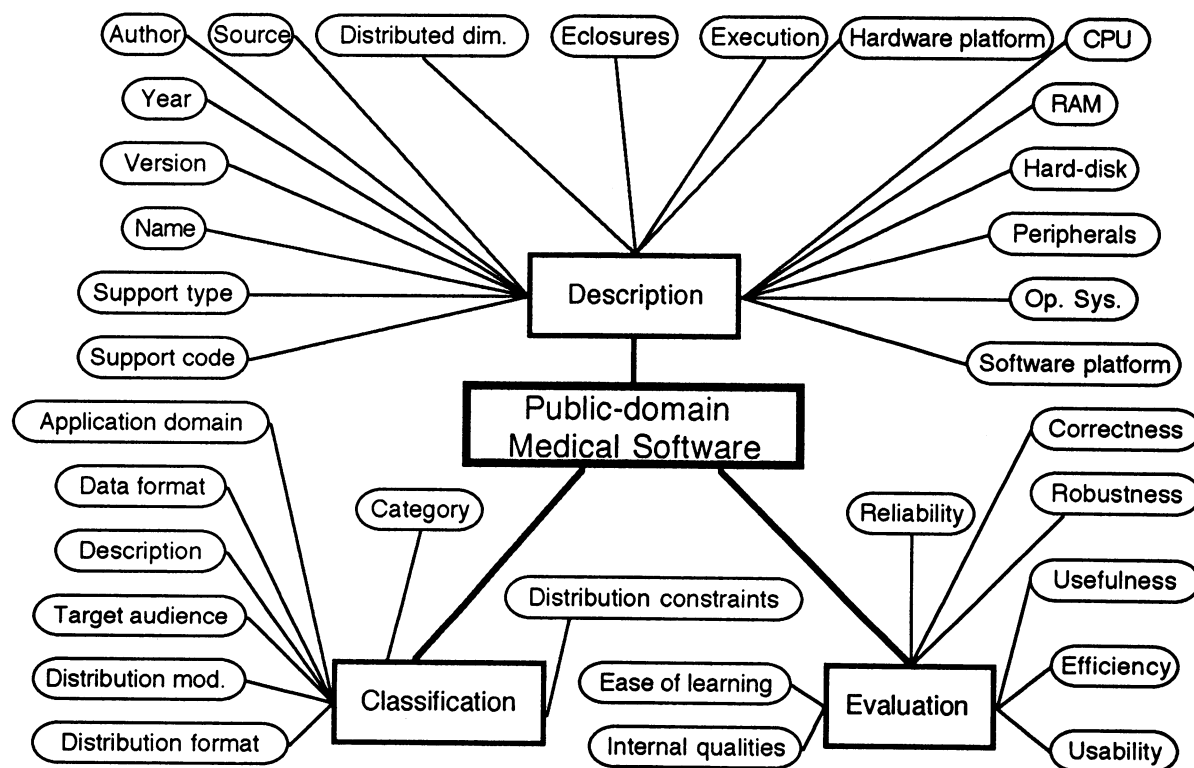 Author
Source
Distributed dim.
Eclosures
Execution
Hardware platform
CPU
Year
RAM
Version
Hard-disk
Name
Peripherals
Support type
Description
Op. Sys.
Support code
Software platform
Public-domain
Medical Software
Application domain
Correctness
Data format
Category
Reliability
Robustness
Description
Usefulness
Target audience
Distribution constraints
Distribution mod.
Classification
Ease of learning
Evaluation
Efficiency
Distribution format
Internal qualities
Usability